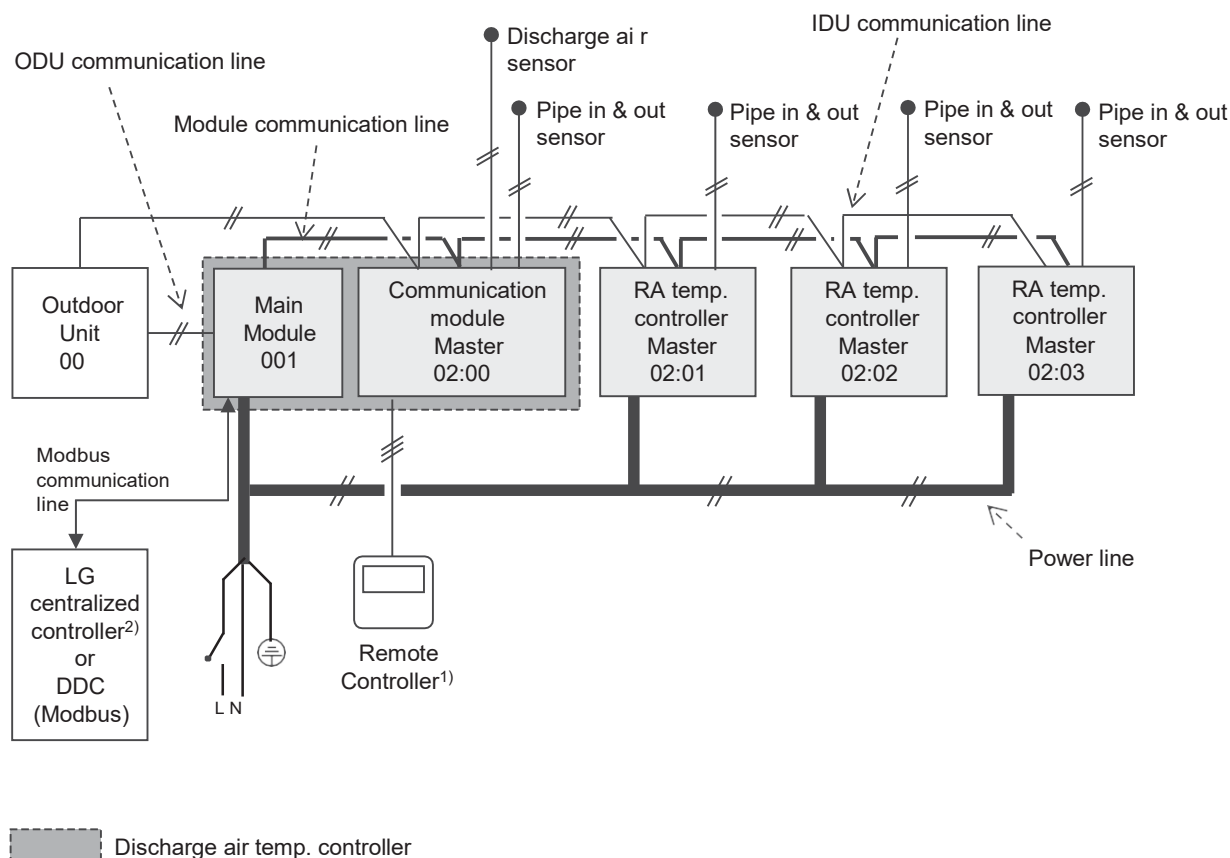 ODU communication line
Module communication line
Discharge ai r
sensor
IDU communication line
Pipe in & out
sensor
Pipe in & out
sensor
Pipe in & out
sensor
Pipe in & out
sensor
Outdoor
Unit
00
Main
Module
001
Communication
module
Master
02:00
RA temp.
controller
Master
02:01
RA temp.
controller
Master
02:02
RA temp.
controller
Master
02:03
Modbus
communication
line
Power line
LG
centralized
controller2)
or
DDC
(Modbus)
L N
Remote
Controller1)
Discharge air temp. controller